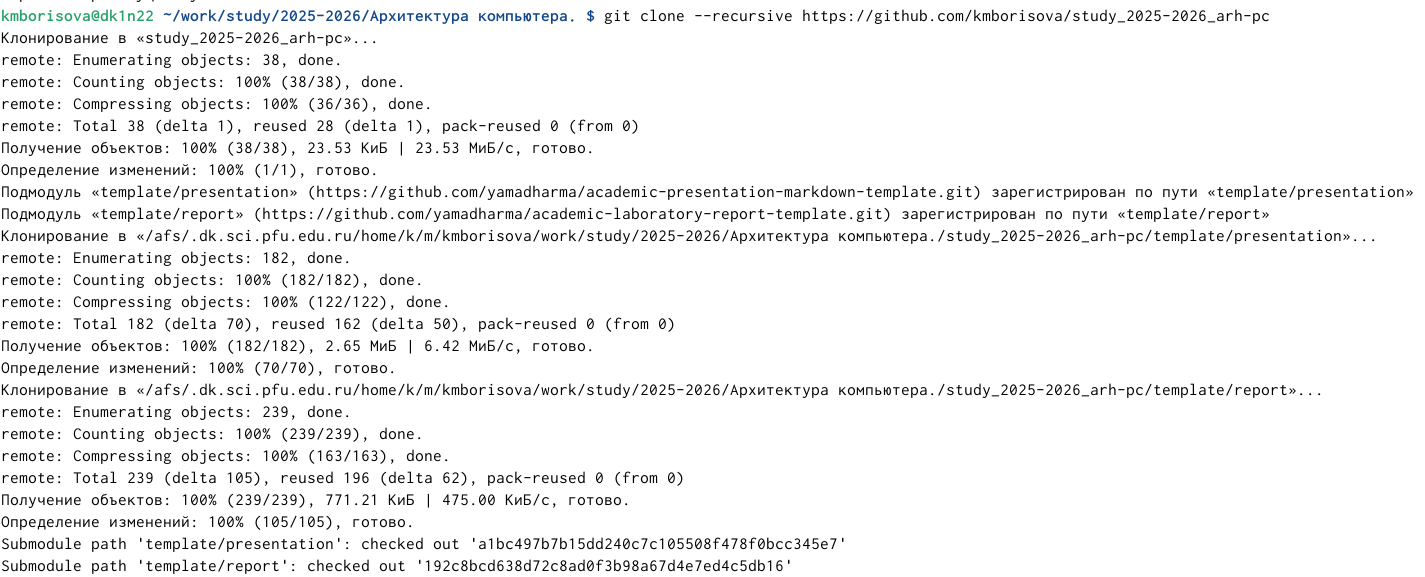 kmborisova@dk1n22 ~/work/study/2025-2026/Архитектура компьютера. $ git clone --recursive https://github.com/kmborisova/study_2025-2026_arh-pc
Клонирование в «study_2025-2026_arh-pc»...
remote: Enumerating objects: 38, done.
remote: Counting objects: 100% (38/38), done.
remote: Compressing objects: 100% (36/36), done.
remote: Total 38 (delta 1), reused 28 (delta 1), pack-reused 0 (from 0)
Получение объектов: 100% (38/38), 23.53 КиБ | 23.53 МиБ/с, готово.
Определение изменений: 100% (1/1), готово.
Подмодуль «template/presentation» (https://github.com/yamadharma/academic-presentation-markdown-template.git) зарегистрирован по пути «template/presentation»
Подмодуль «template/report» (https://github.com/yamadharma/academic-laboratory-report-template.git) зарегистрирован по пути «template/report»
Клонирование в «/afs/.dk.sci.pfu.edu.ru/home/k/m/kmborisova/work/study/2025-2026/Архитектура компьютера./study_2025-2026_arh-pc/template/presentation»...
remote: Enumerating objects: 182, done.
remote: Counting objects: 100% (182/182), done.
remote: Compressing objects: 100% (122/122), done.
remote: Total 182 (delta 70), reused 162 (delta 50), pack-reused 0 (from 0)
Получение объектов: 100% (182/182), 2.65 МиБ | 6.42 МиБ/с, готово.
Определение изменений: 100% (70/70), готово.
Клонирование в «/afs/.dk.sci.pfu.edu.ru/home/k/m/kmborisova/work/study/2025-2026/Архитектура компьютера./study_2025-2026_arh-pc/template/report»...
remote: Enumerating objects: 239, done.
remote: Counting objects: 100% (239/239), done.
remote: Compressing objects: 100% (163/163), done.
remote: Total 239 (delta 105), reused 196 (delta 62), pack-reused 0 (from 0)
Получение объектов: 100% (239/239), 771.21 КиБ | 475.00 КиБ/с, готово.
Определение изменений: 100% (105/105), готово.
Submodule path 'template/presentation': checked out 'a1bc497b7b15dd240c7c105508f478f0bcc345e7'
Submodule path 'template/report': checked out '192c8bcd638d72c8ad0f3b98a67d4e7ed4c5db16'